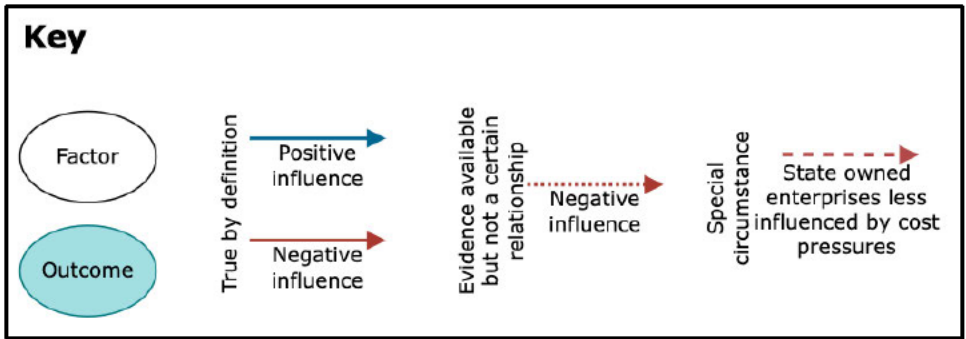 Key
Factor
Outcome
True by definition
Positive
influence
Negative
influence
Evidence available
but not a certain
relationship
Negative
influence
Special
circumstance
State owned
enterprises less
influenced by cost
pressures